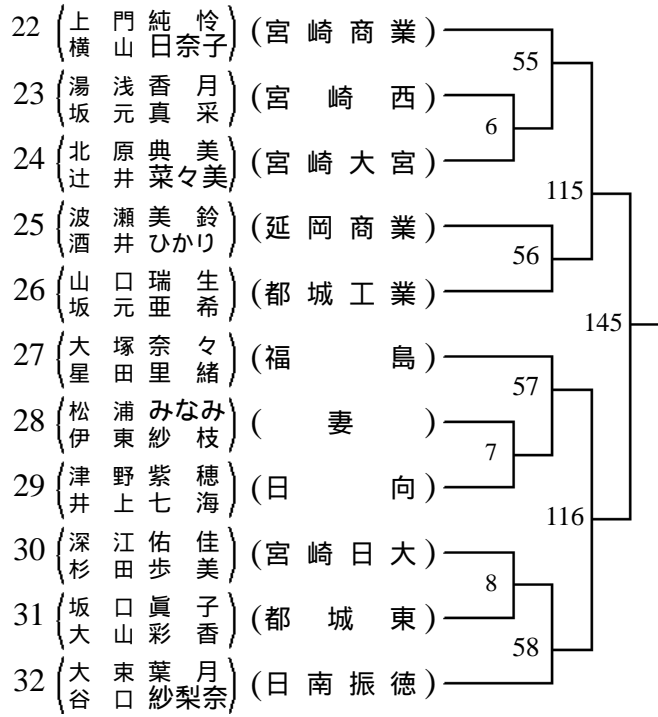 22 (上門純怜 (宮崎商業)
横山日奈子)
55
23 (湯浅香月 (宮崎西)
坂元真采)
6
24 (北原典美 (宮崎大宮)
辻井菜々美)
115
25 (波瀬美鈴 (延岡商業)
酒井ひかり)
56
26 (山口瑞生 (都城工業)
坂元亜希)
145
27 (大塚奈々 (福島)
星田里緒)
57
28 (松浦みなみ (妻)
伊東紗枝)
7
29 (津野紫穂 (日向)
井上七海)
116
30 (深江佑佳 (宮崎日大)
杉田歩美)
8
31 (坂口眞子 (都城東)
大山彩香)
58
32 (大束葉月 (日南振徳)
谷口紗梨奈)